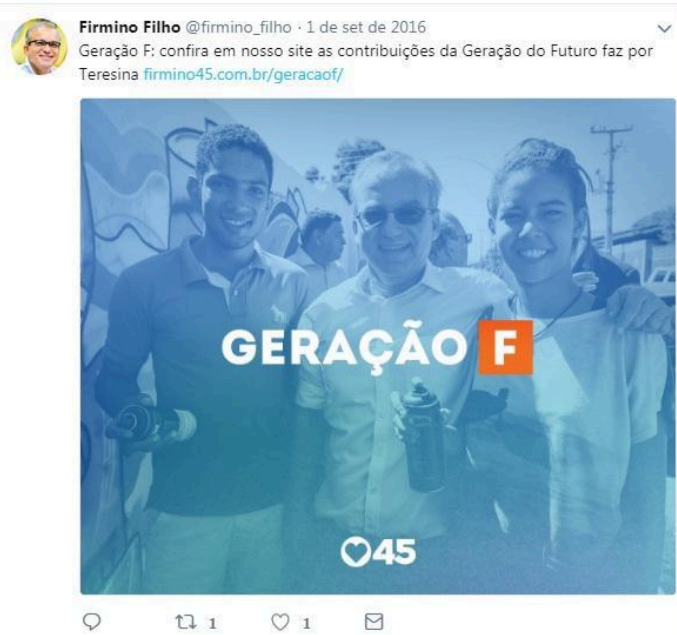 Firmino Filho @firmino_filho · 1 de set de 2016
Geração F: confira em nosso site as contribuições da Geração do Futuro faz por
Teresina firmino45.com.br/geracaof/
GERAÇÃO F
45
1 1